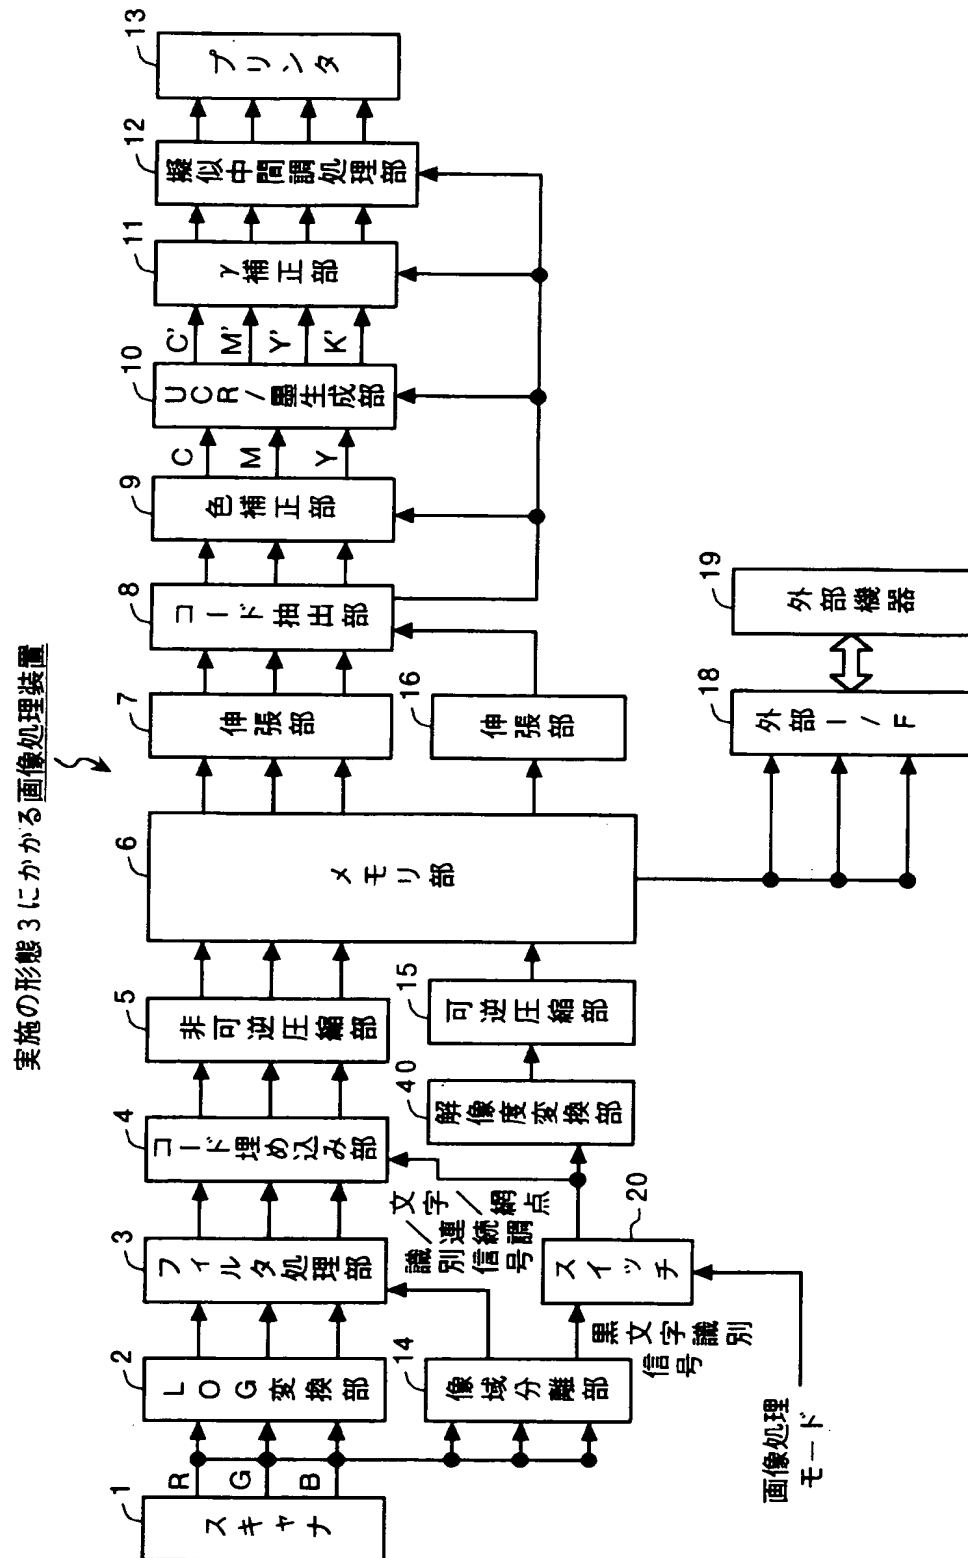 実施の形態3にかかる画像処理装置
1
スキャナ
R
G
B
2
LOG変換部
3
フィルタ処理部
4
コード埋め込み部
5
非可逆圧縮部
6
メモリ部
7
伸張部
8
コード抽出部
9
色補正部
C
M
Y
10
UCR/墨生成部
C'
M'
Y'
K'
11
γ補正部
12
擬似中間調処理部
13
プリンタ
14
像域分離部
文字/網点
/連続調
識別信号
黒文字識別
信号
20
スイッチ
画像処理
モード
40
解像度変換部
15
可逆圧縮部
16
伸張部
18
外部I/F
19
外部機器